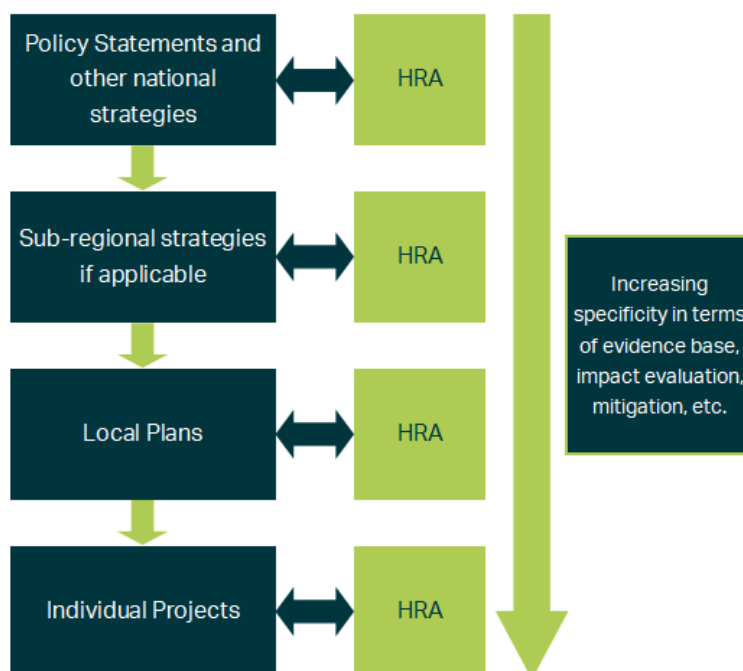 Policy Statements and
other national
strategies
HRA
Sub-regional strategies
if applicable
HRA
Increasing
specificity in terms
of evidence base,
impact evaluation,
mitigation, etc.
Local Plans
HRA
Individual Projects
HRA